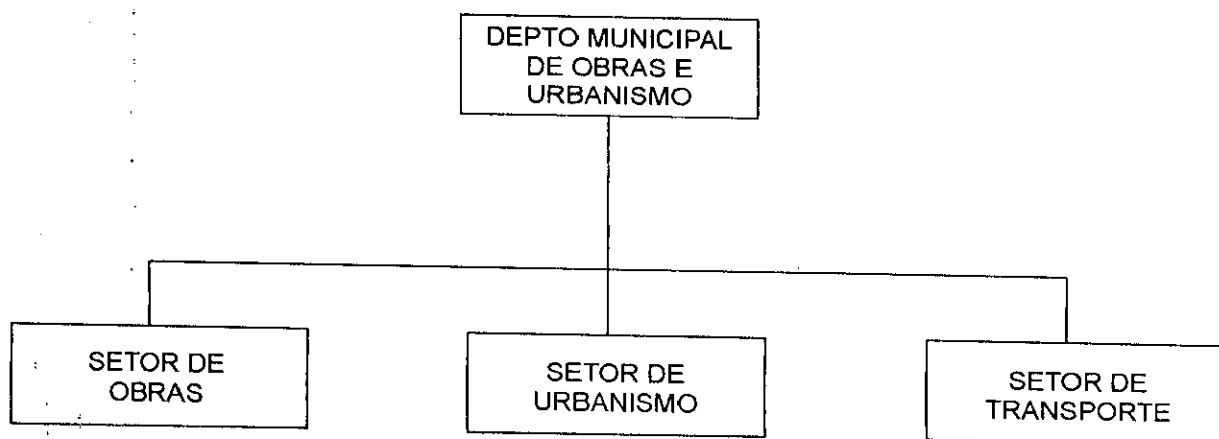 DEPTO MUNICIPAL
DE OBRAS E
URBANISMO
SETOR DE
OBRAS
SETOR DE
URBANISMO
SETOR DE
TRANSPORTE